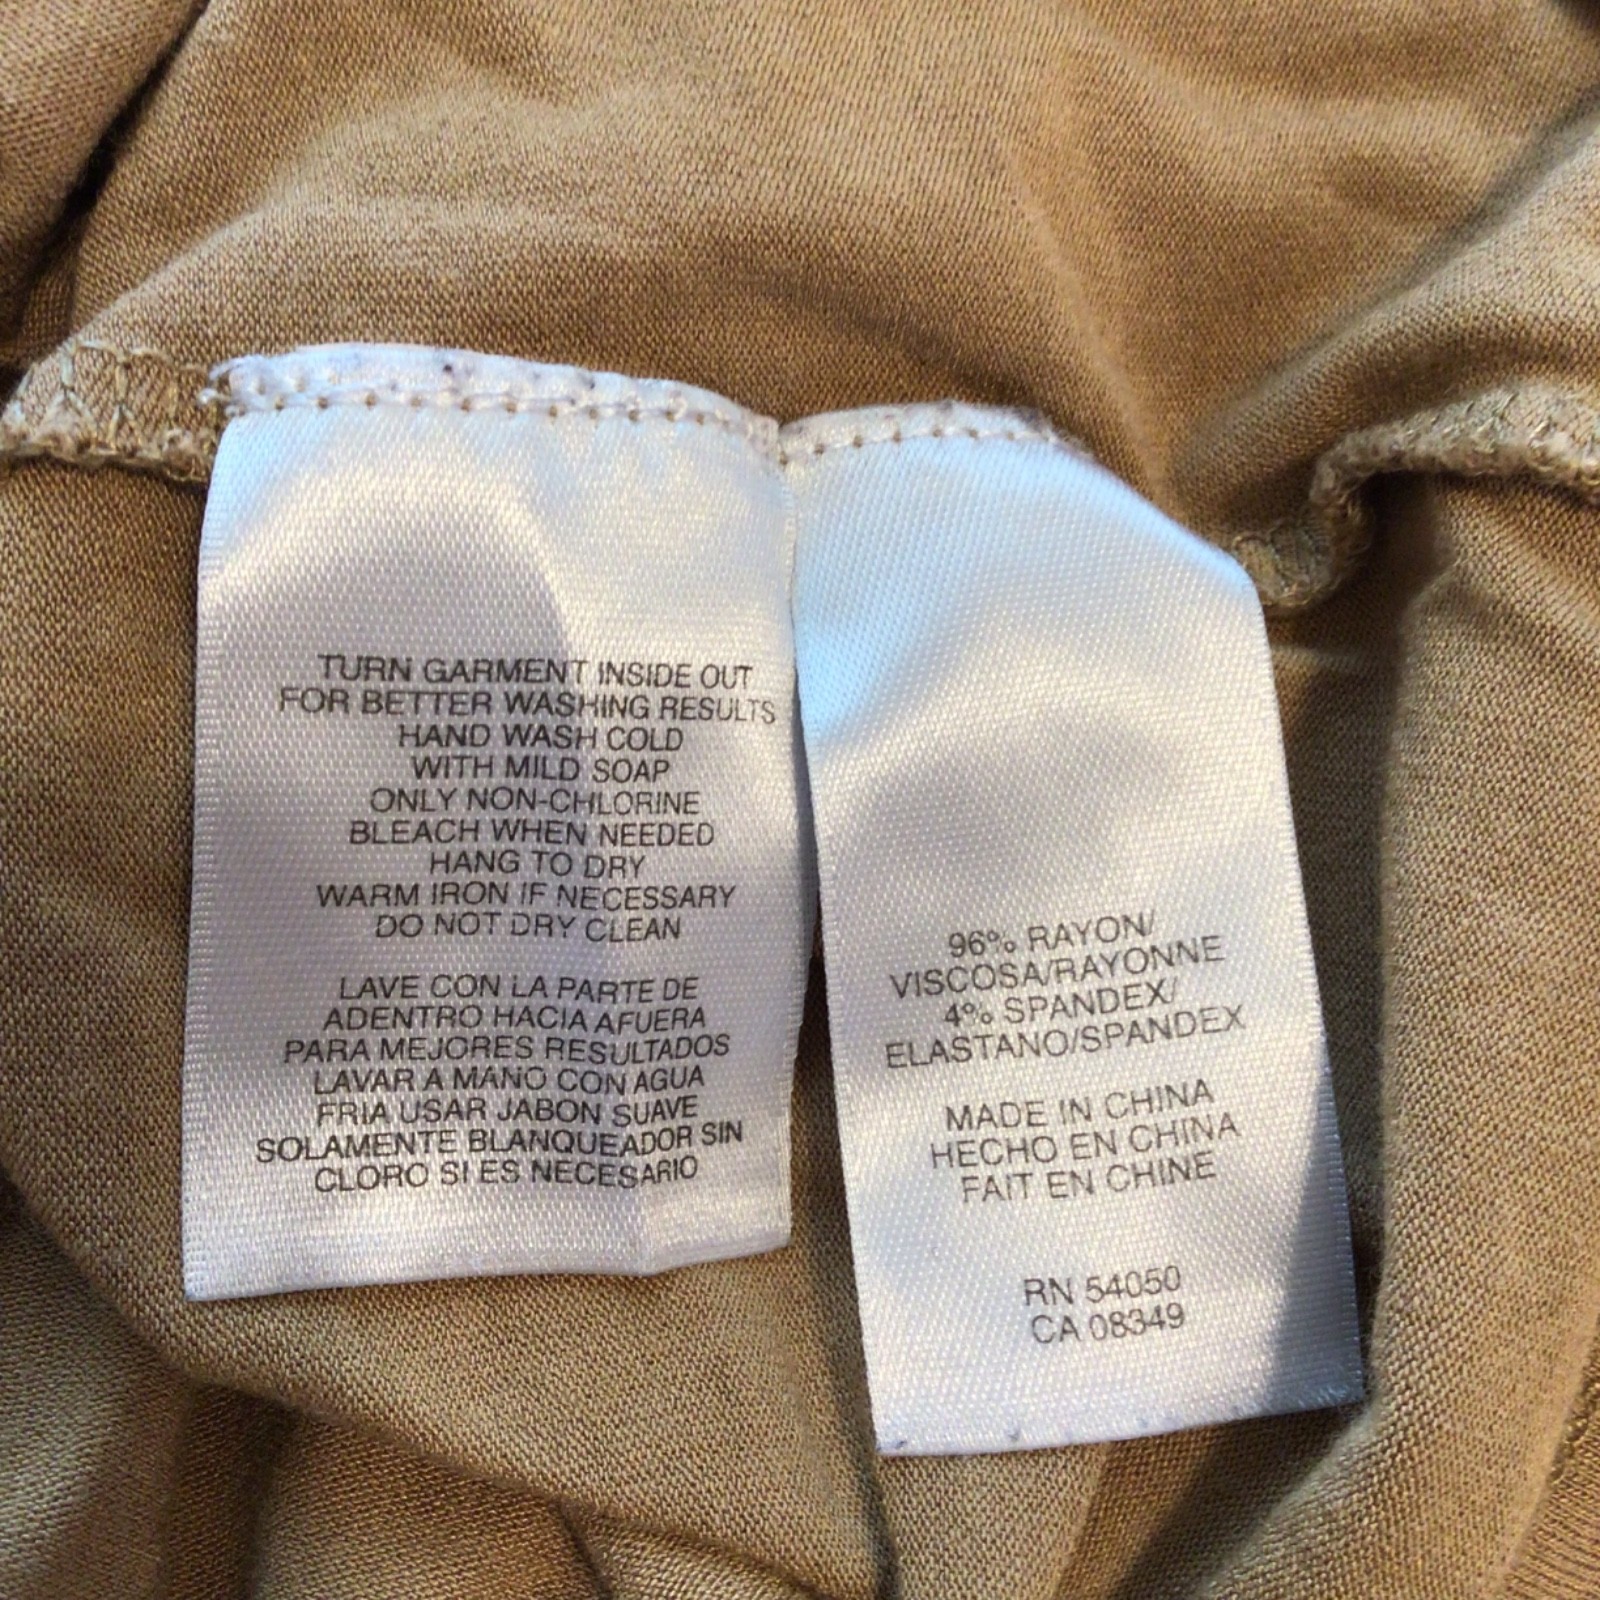 TURN GARMENT INSIDE OUT
FOR BETTER WASHING RESULTS
HAND WASH COLD
WITH MILD SOAP
ONLY NON-CHLORINE
BLEACH WHEN NEEDED
HANG TO DRY
WARM IRON IF NECESSARY
DO NOT DRY CLEAN
LAVE CON LA PARTE DE
ADENTRO HACIA AFUERA
PARA MEJORES RESULTADOS
LAVAR A MANO CON AGUA
FRIA USAR JABON SUAVE
SOLAMENTE BLANQUEADOR SIN
CLORO SI ES NECESARIO
96% RAYON/
VISCOSA/RAYONNE
4% SPANDEX/
ELASTANO/SPANDEX
MADE IN CHINA
HECHO EN CHINA
FAIT EN CHINE
RN 54050
CA 08349